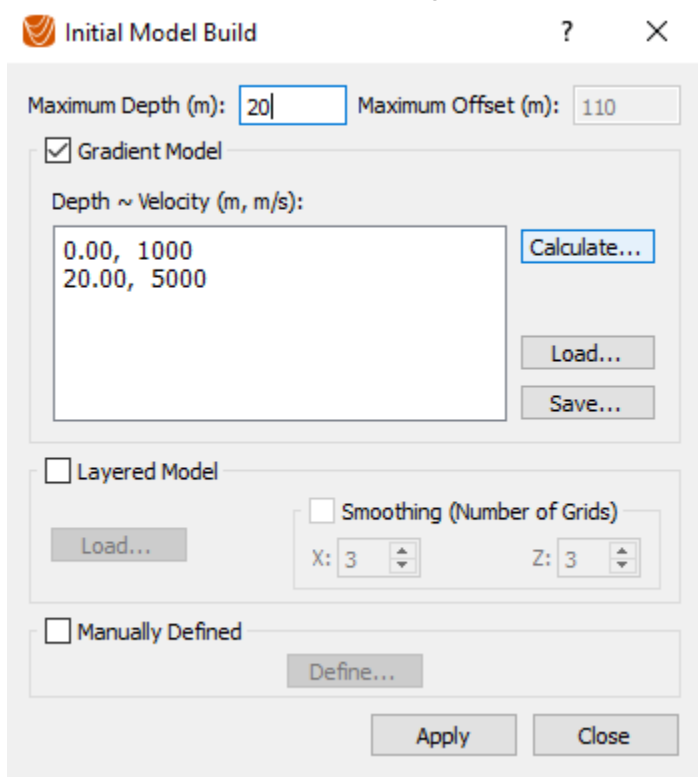 Initial Model Build ? ×
Maximum Depth (m): 20 Maximum Offset (m): 110
Gradient Model
Depth ~ Velocity (m, m/s):
0.00, 1000
20.00, 5000
Calculate...
Load...
Save...
Layered Model
Load...
Smoothing (Number of Grids)
X: 3 Z: 3
Manually Defined
Define...
Apply Close